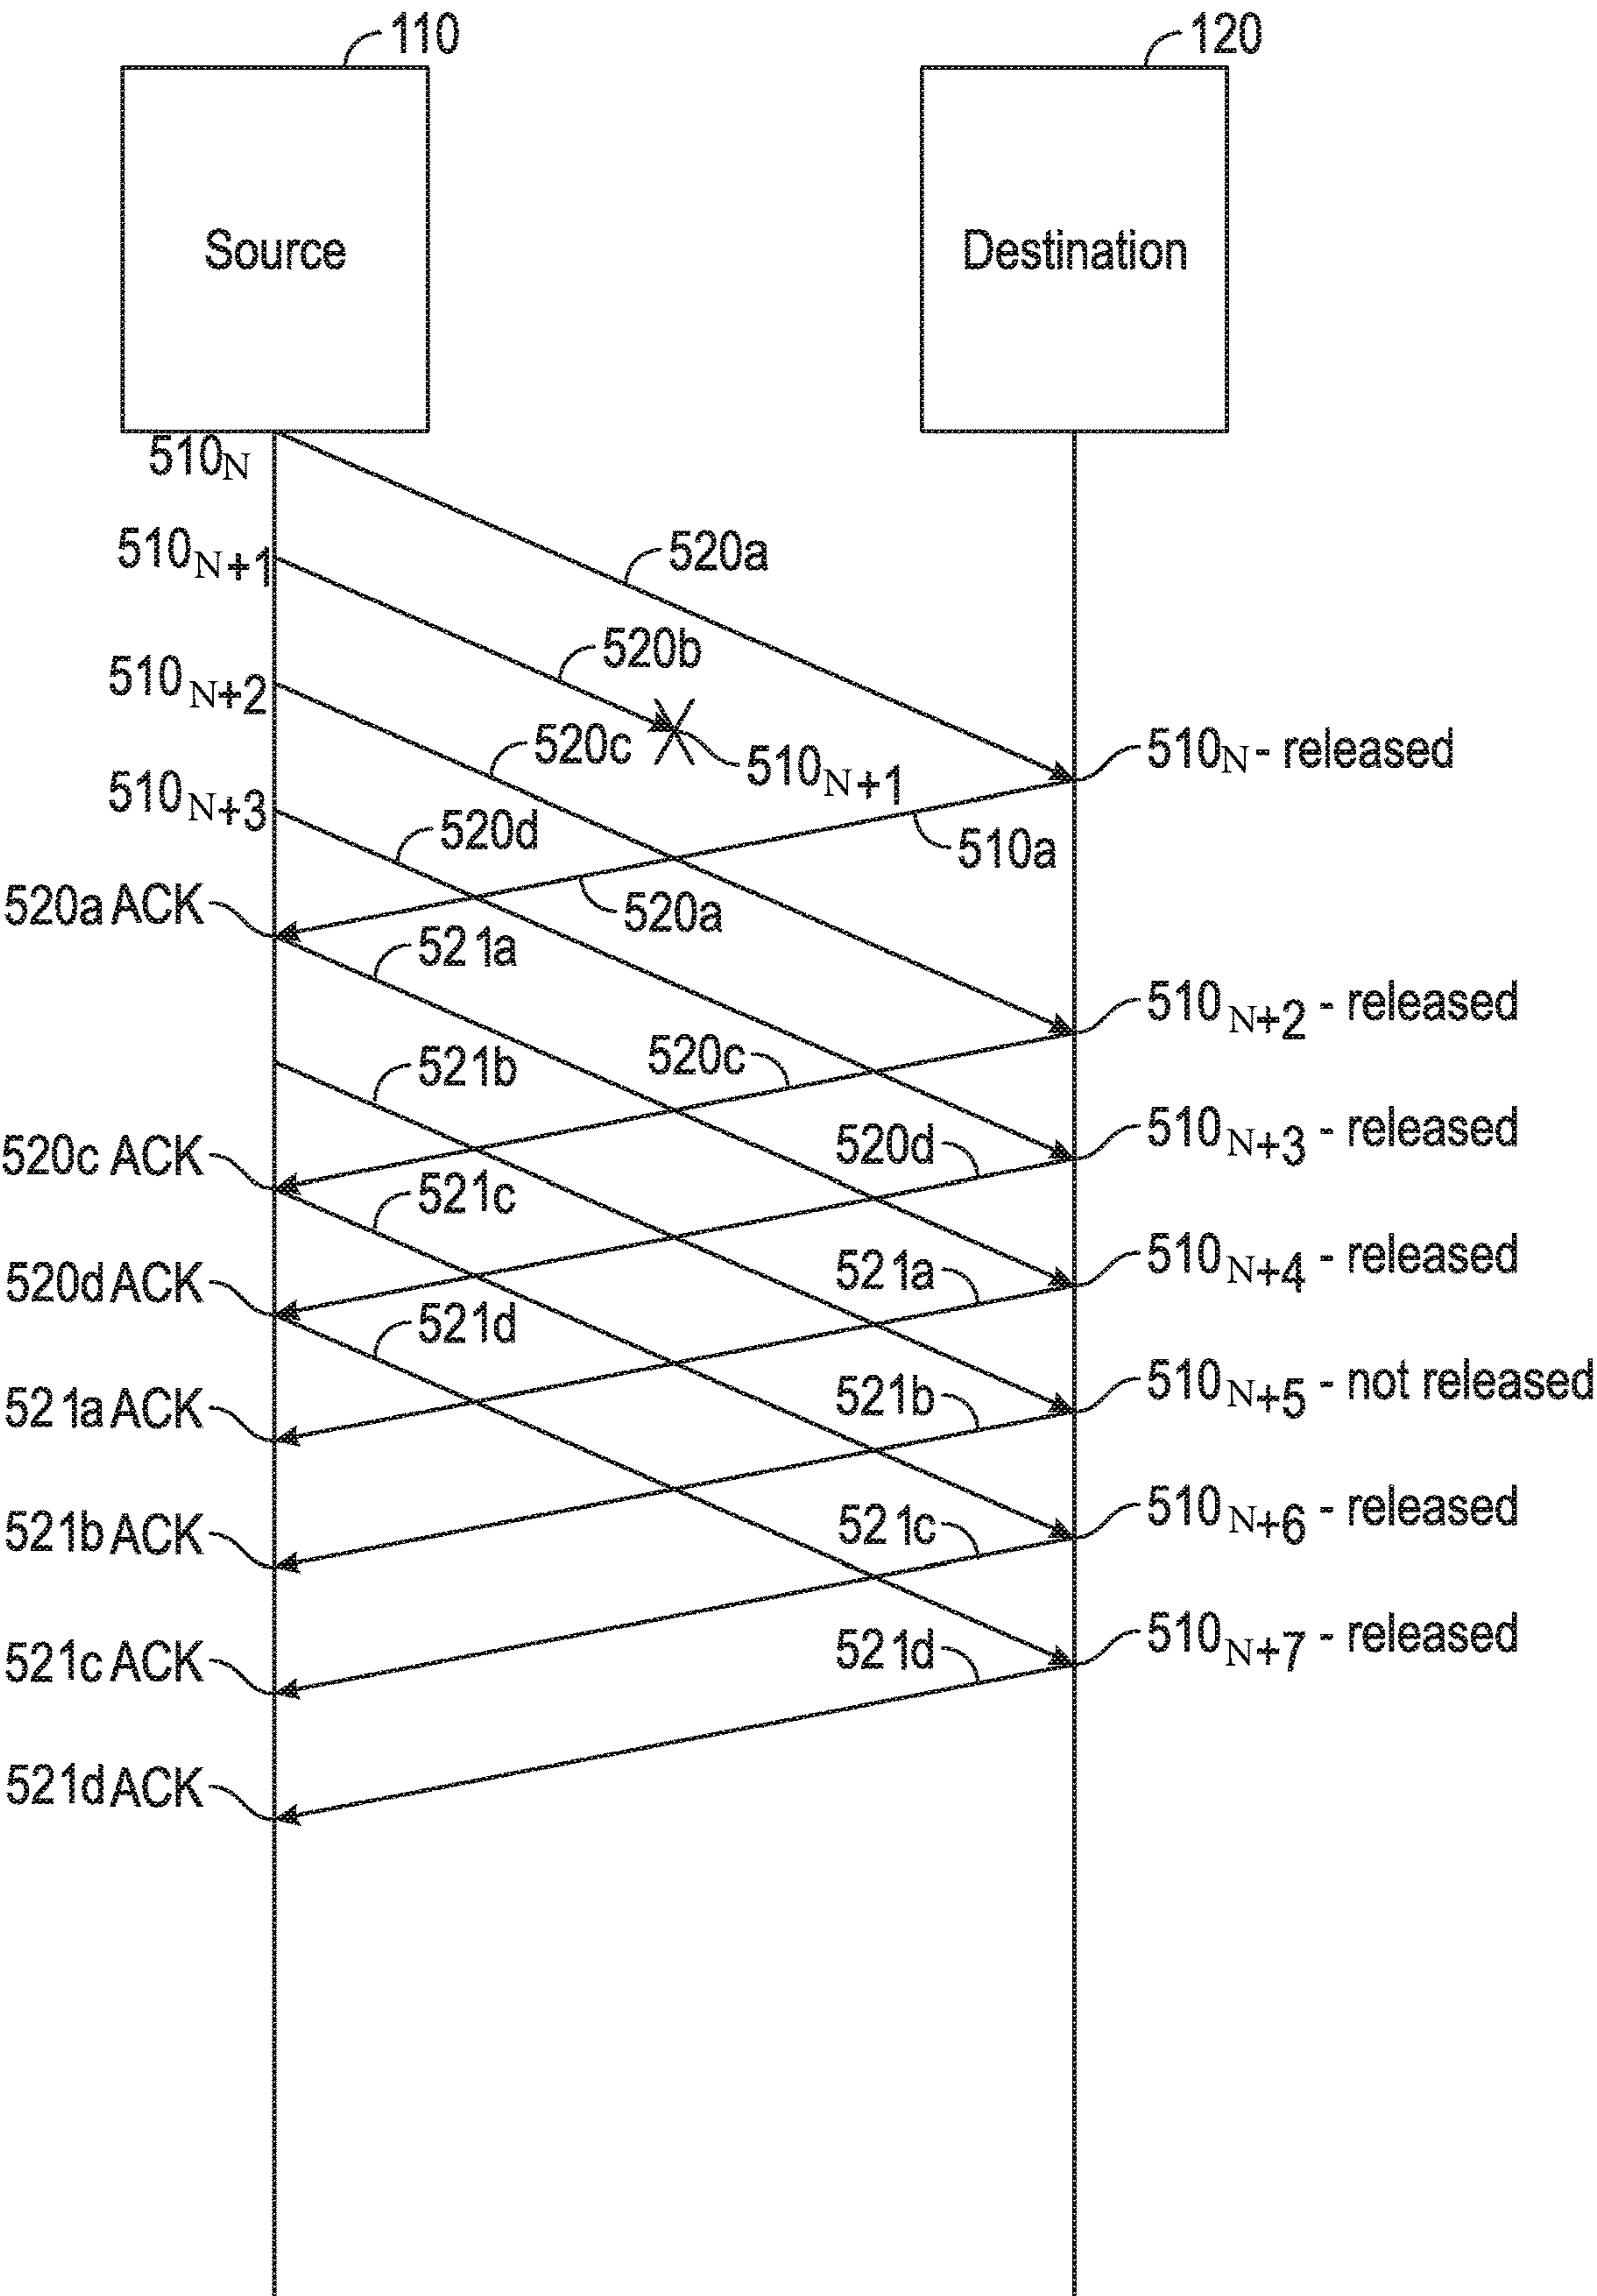 110
120
Source
Destination
510N
510N+1
520a
520b
510N+2
520c
510N+1
510N - released
510N+3
520d
510a
520a ACK
520a
521a
510N+2 - released
521b
520c
510N+3 - released
520c ACK
520d
521c
510N+4 - released
520d ACK
521a
521d
510N+5 - not released
521a ACK
521b
510N+6 - released
521b ACK
521c
510N+7 - released
521c ACK
521d
521d ACK